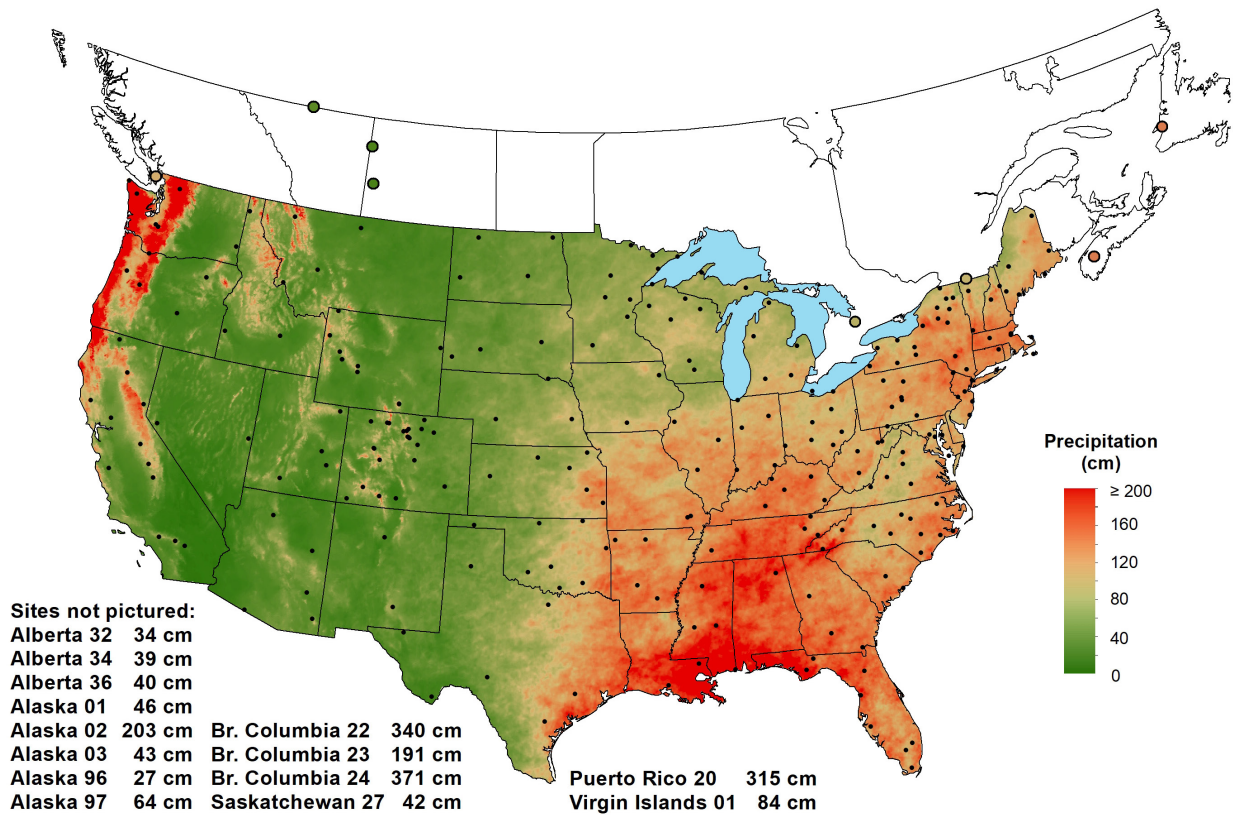 Precipitation
(cm)
≥ 200
160
120
80
40
0
Sites not pictured:
Alberta 32 34 cm
Alberta 34 39 cm
Alberta 36 40 cm
Alaska 01 46 cm
Alaska 02 203 cm Br. Columbia 22 340 cm
Alaska 03 43 cm Br. Columbia 23 191 cm
Alaska 96 27 cm Br. Columbia 24 371 cm Puerto Rico 20 315 cm
Alaska 97 64 cm Saskatchewan 27 42 cm Virgin Islands 01 84 cm